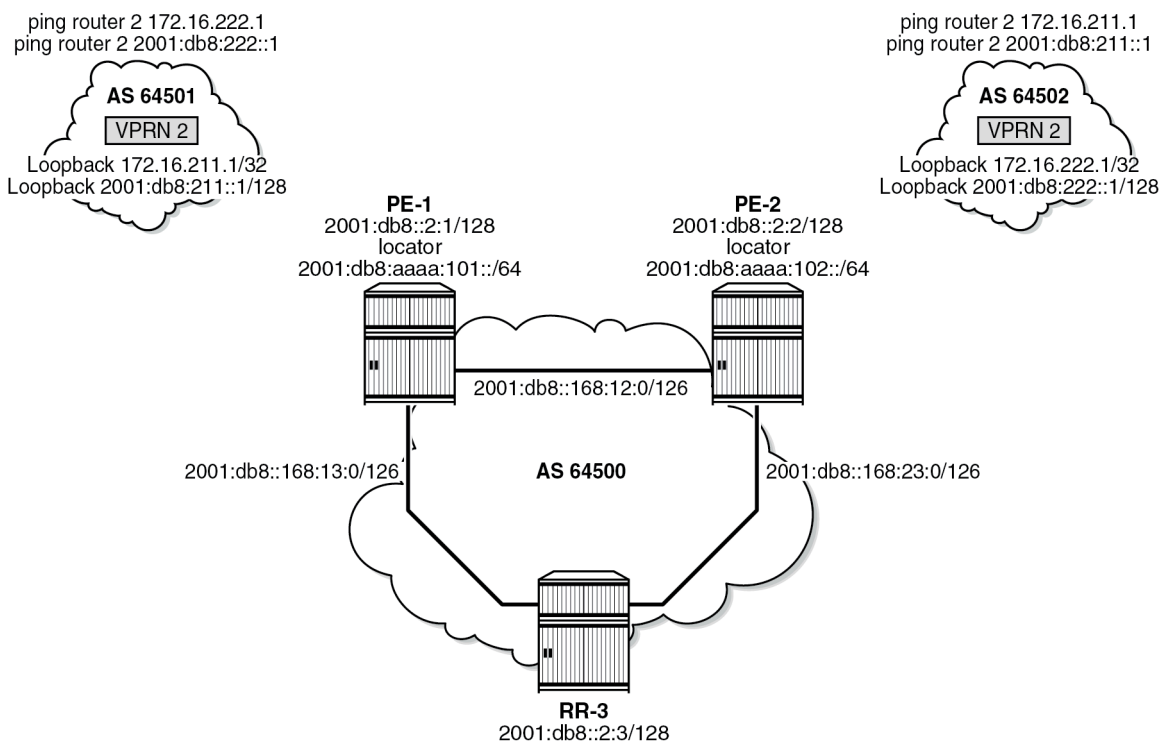 ping router 2 172.16.222.1
ping router 2 2001:db8:222::1
AS 64501
VPRN 2
Loopback 172.16.211.1/32
Loopback 2001:db8:211::1/128
ping router 2 172.16.211.1
ping router 2 2001:db8:211::1
AS 64502
VPRN 2
Loopback 172.16.222.1/32
Loopback 2001:db8:222::1/128
PE-1
2001:db8::2:1/128
locator
2001:db8:aaaa:101::/64
PE-2
2001:db8::2:2/128
locator
2001:db8:aaaa:102::/64
2001:db8::168:12:0/126
2001:db8::168:13:0/126
AS 64500
2001:db8::168:23:0/126
RR-3
2001:db8::2:3/128